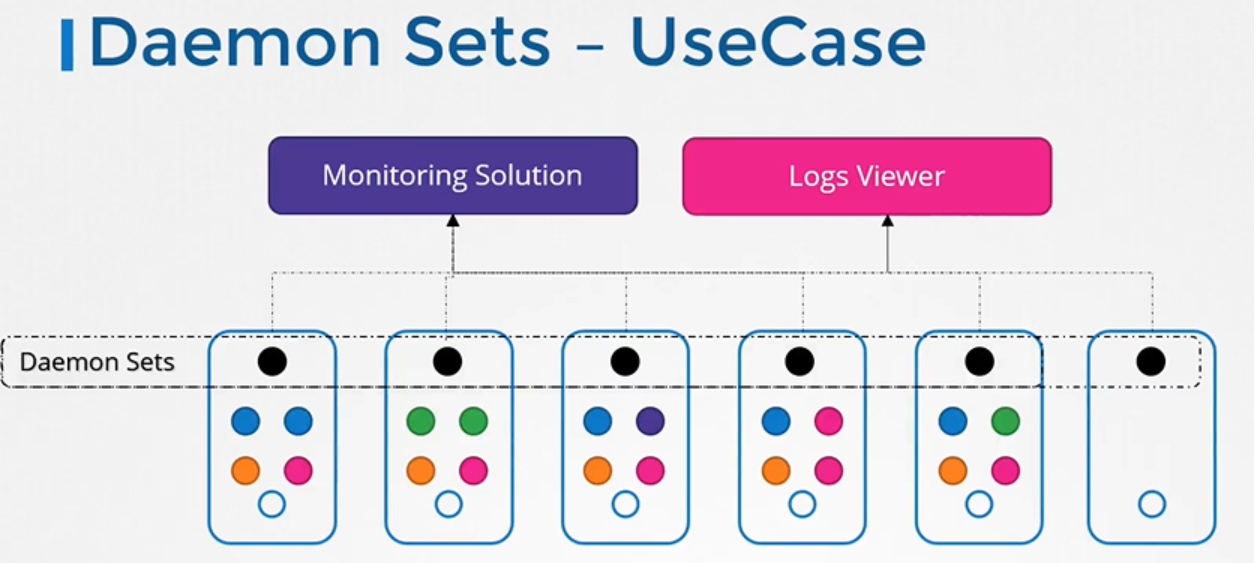 Daemon Sets – UseCase
Monitoring Solution
Logs Viewer
Daemon Sets